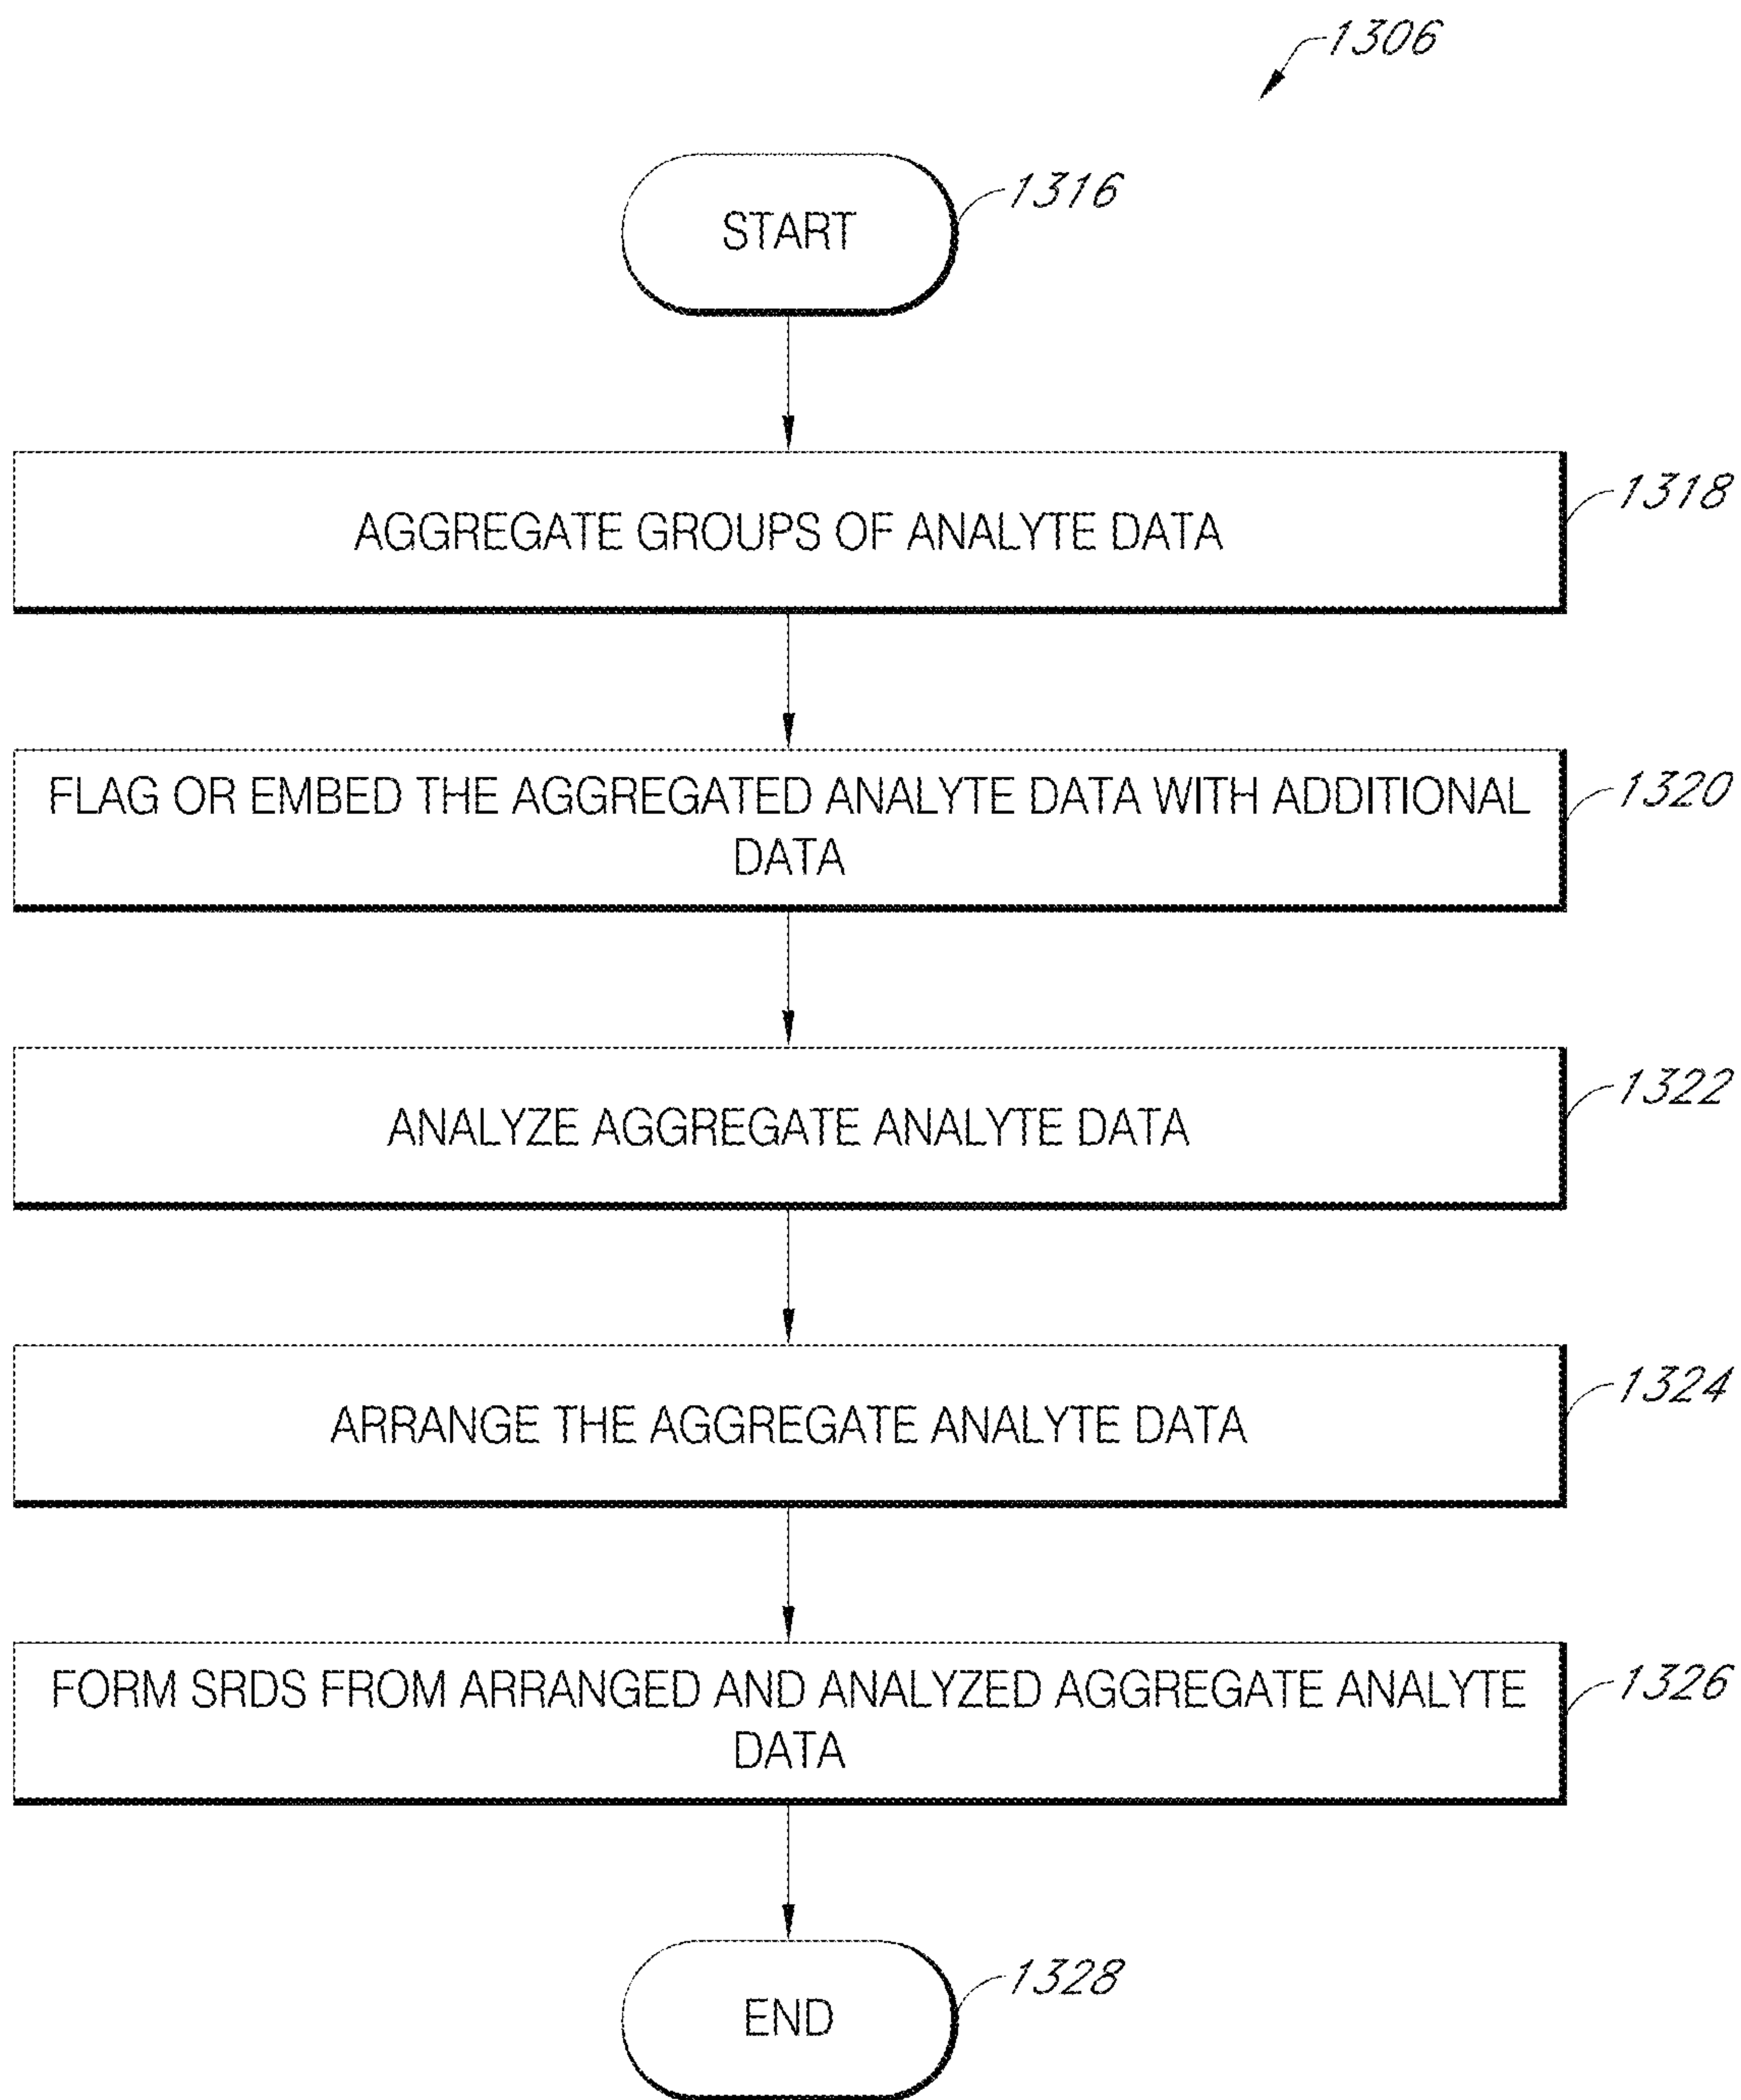 1306
START
1316
AGGREGATE GROUPS OF ANALYTE DATA
1318
FLAG OR EMBED THE AGGREGATED ANALYTE DATA WITH ADDITIONAL
DATA
1320
ANALYZE AGGREGATE ANALYTE DATA
1322
ARRANGE THE AGGREGATE ANALYTE DATA
1324
FORM SRDS FROM ARRANGED AND ANALYZED AGGREGATE ANALYTE
DATA
1326
END
1328